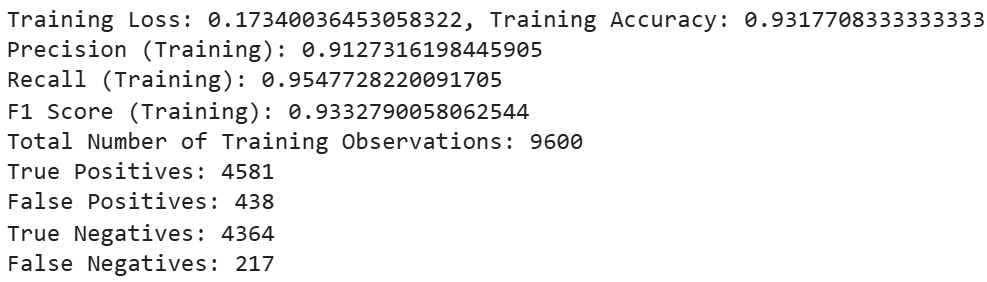 Training Loss: 0.17340036453058322, Training Accuracy: 0.9317708333333333
Precision (Training): 0.9127316198445905
Recall (Training): 0.9547728220091705
F1 Score (Training): 0.9332790058062544
Total Number of Training Observations: 9600
True Positives: 4581
False Positives: 438
True Negatives: 4364
False Negatives: 217